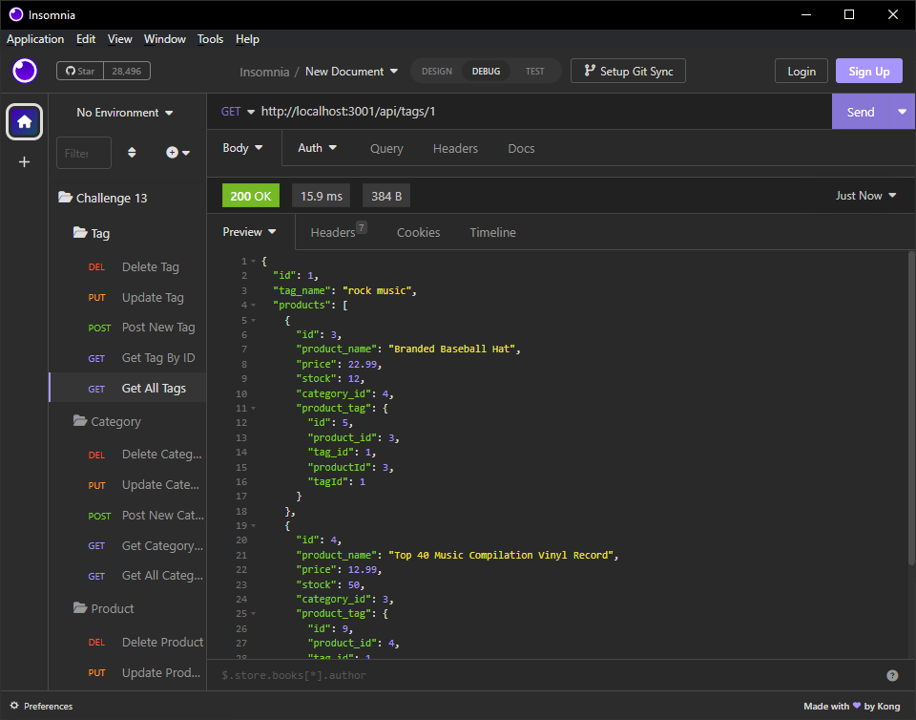 Insomnia
Application Edit View Window Tools Help
Star 28,496
Insomnia / New Document
DESIGN DEBUG TEST
Setup Git Sync
Login
Sign Up
No Environment
GET http://localhost:3001/api/tags/1
Send
Filter
Body Auth Query Headers Docs
200 OK 15.9 ms 384 B
Just Now
Preview Headers 7 Cookies Timeline
Challenge 13
Tag
DEL Delete Tag
PUT Update Tag
POST Post New Tag
GET Get Tag By ID
GET Get All Tags
Category
DEL Delete Categ...
PUT Update Cate...
POST Post New Cat...
GET Get Category...
GET Get All Categ...
Product
DEL Delete Product
PUT Update Prod...
1 {
2 "id": 1,
3 "tag_name": "rock music",
4 "products": [
5 {
6 "id": 3,
7 "product_name": "Branded Baseball Hat",
8 "price": 22.99,
9 "stock": 12,
10 "category_id": 4,
11 "product_tag": {
12 "id": 5,
13 "product_id": 3,
14 "tag_id": 1,
15 "productId": 3,
16 "tagId": 1
17 }
18 },
19 {
20 "id": 4,
21 "product_name": "Top 40 Music Compilation Vinyl Record",
22 "price": 12.99,
23 "stock": 50,
24 "category_id": 3,
25 "product_tag": {
26 "id": 9,
27 "product_id": 4,
28 "tag_id": 1
$.store.books[*].author
Preferences
Made with by Kong